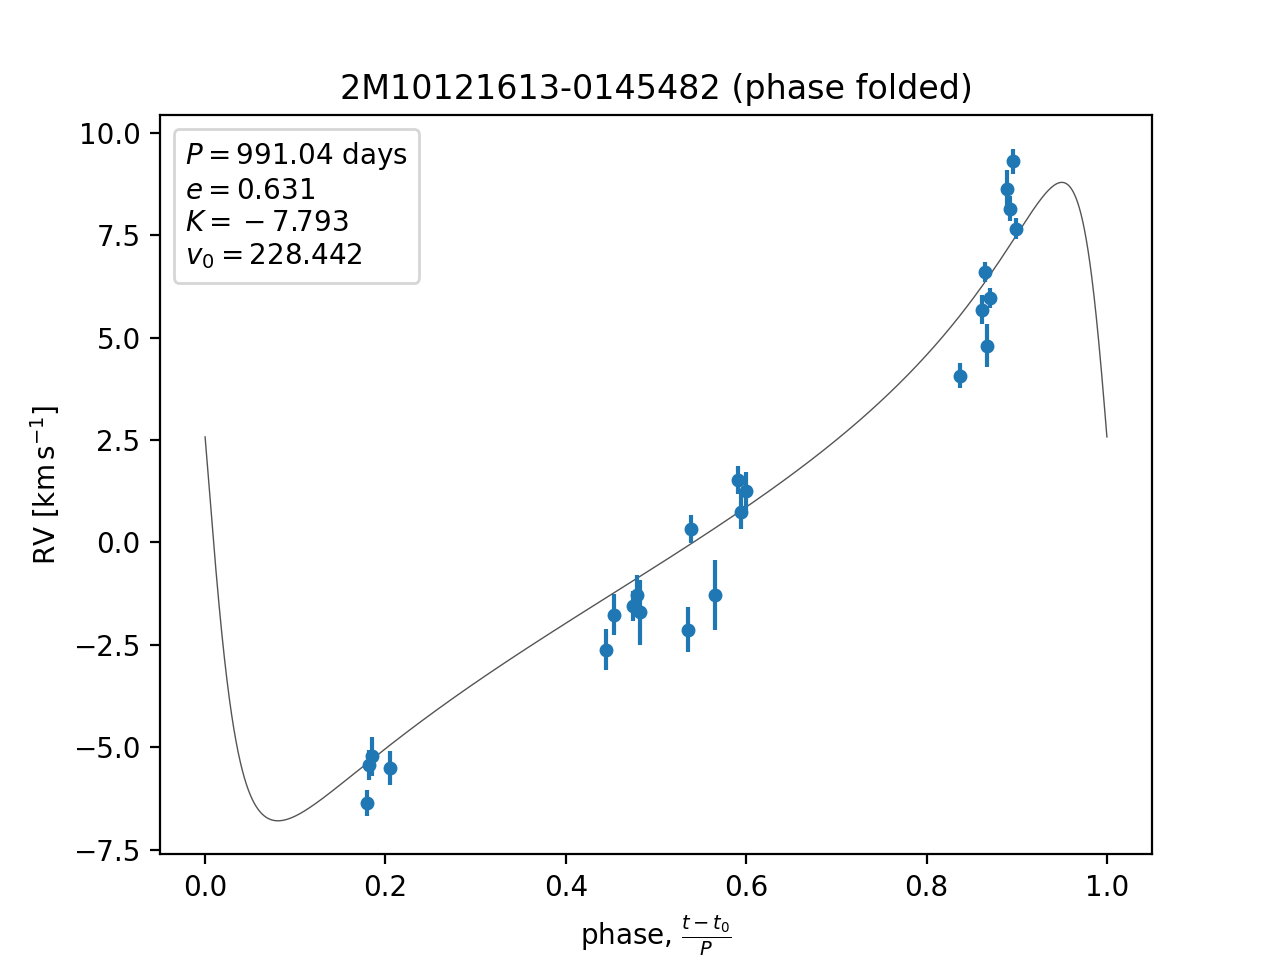 2M10121613-0145482 (phase folded)
P = 991.04 days
e = 0.631
K = −7.793
v₀ = 228.442
RV [km s⁻¹]
10.0
7.5
5.0
2.5
0.0
−2.5
−5.0
−7.5
0.0 0.2 0.4 0.6 0.8 1.0
phase, (t − t₀)/P